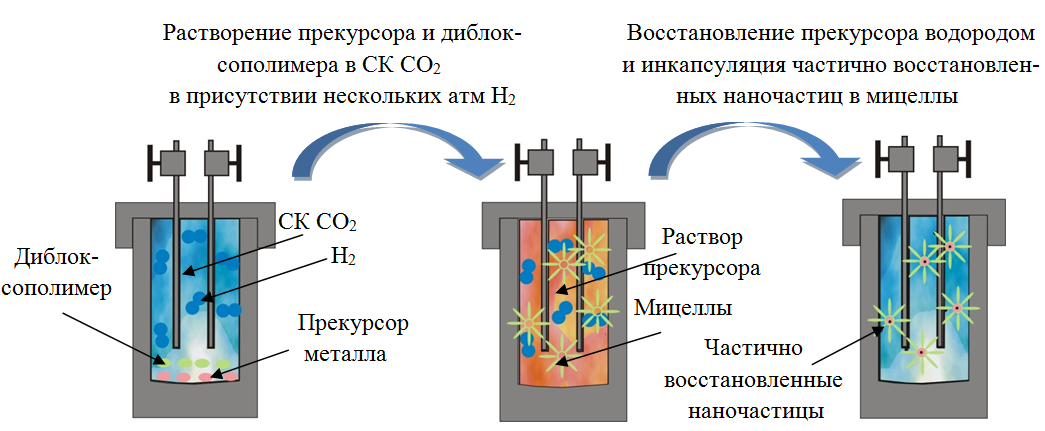 Растворение прекурсора и диблок-
сополимера в СК CO₂
в присутствии нескольких атм H₂
Восстановление прекурсора водородом
и инкапсуляция частично восстановлен-
ных наночастиц в мицеллы
СК CO₂
H₂
Диблок-
сополимер
Прекурсор
металла
Раствор
прекурсора
Мицеллы
Частично
восстановленные
наночастицы